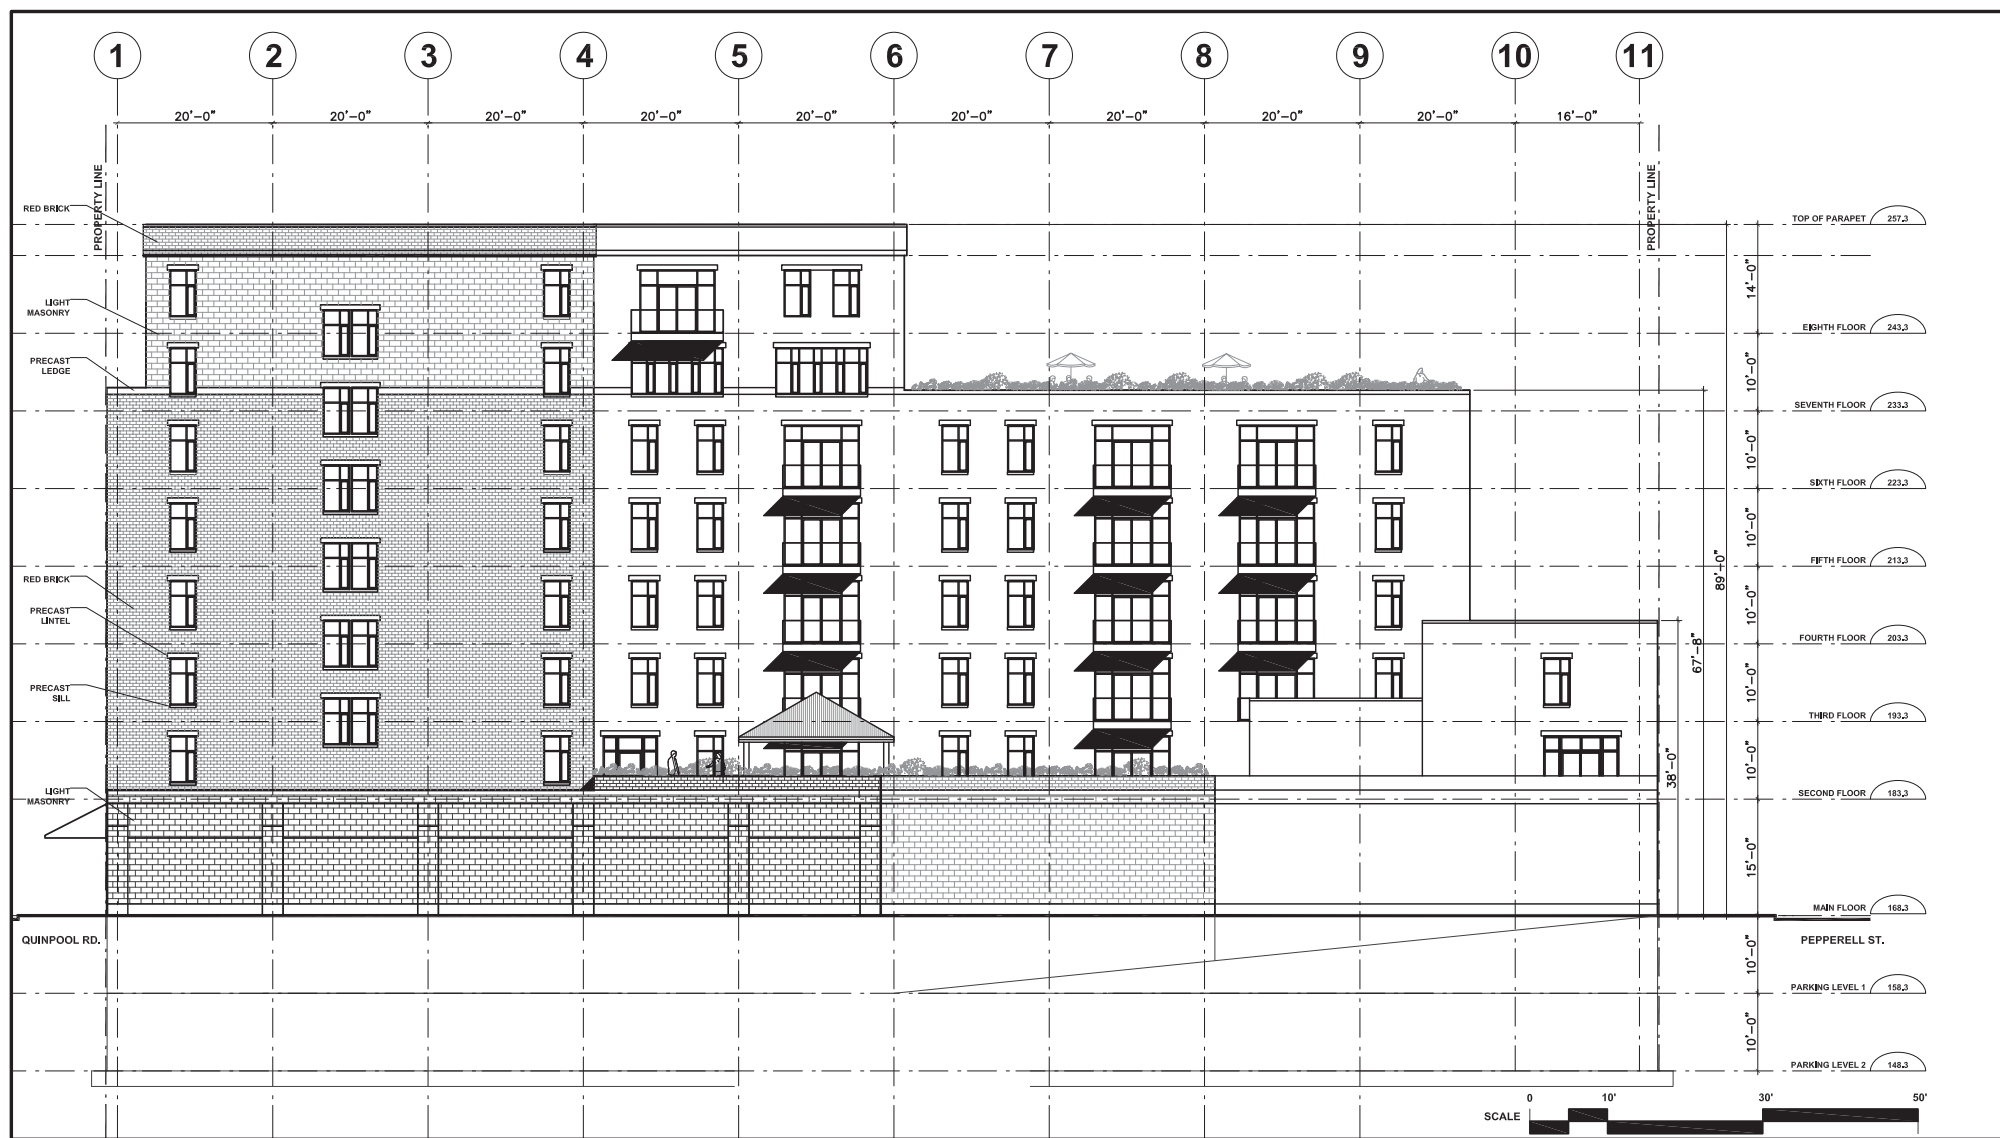 1 2 3 4 5 6 7 8 9 10 11
20'-0" 20'-0" 20'-0" 20'-0" 20'-0" 20'-0" 20'-0" 20'-0" 20'-0" 16'-0"
PROPERTY LINE
PROPERTY LINE
RED BRICK
LIGHT
MASONRY
PRECAST
LEDGE
RED BRICK
PRECAST
LINTEL
PRECAST
SILL
LIGHT
MASONRY
QUINPOOL RD.
TOP OF PARAPET 257.3
14'-0"
EIGHTH FLOOR 243.3
10'-0"
SEVENTH FLOOR 233.3
10'-0"
SIXTH FLOOR 223.3
10'-0"
FIFTH FLOOR 213.3
10'-0"
FOURTH FLOOR 203.3
10'-0"
THIRD FLOOR 193.3
10'-0"
SECOND FLOOR 183.3
15'-0"
MAIN FLOOR 168.3
89'-0"
67'-8"
38'-0"
PEPPERELL ST.
10'-0"
PARKING LEVEL 1 158.3
10'-0"
PARKING LEVEL 2 148.3
SCALE 0 10' 30' 50'